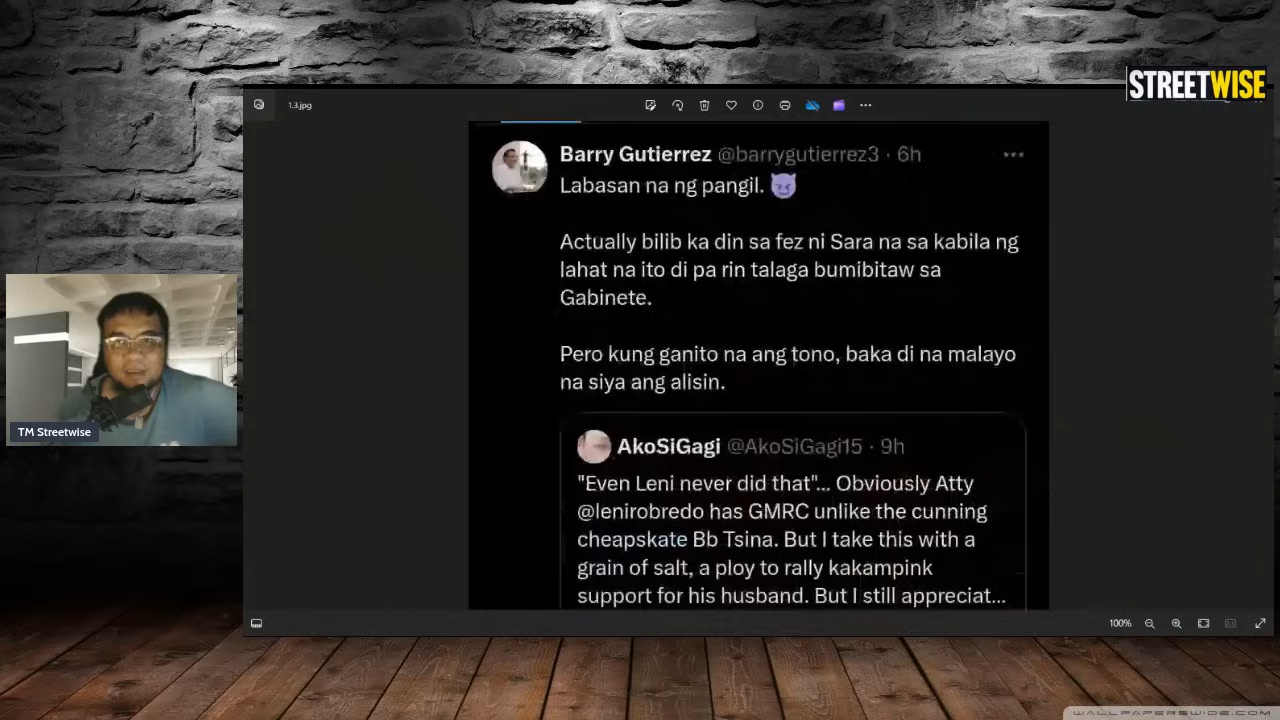 STREETWISE
1.3.jpg
Barry Gutierrez @barrygutierrez3 · 6h
Labasan na ng pangil. 😈
Actually bilib ka din sa fez ni Sara na sa kabila ng
lahat na ito di pa rin talaga bumibitaw sa
Gabinete.
Pero kung ganito na ang tono, baka di na malayo
na siya ang alisin.
AkoSiGagi @AkoSiGagi15 · 9h
"Even Leni never did that"... Obviously Atty
@lenirobredo has GMRC unlike the cunning
cheapskate Bb Tsina. But I take this with a
grain of salt, a ploy to rally kakampink
support for his husband. But I still appreciat...
TM Streetwise
100%
WALLPAPERSWIDE.COM